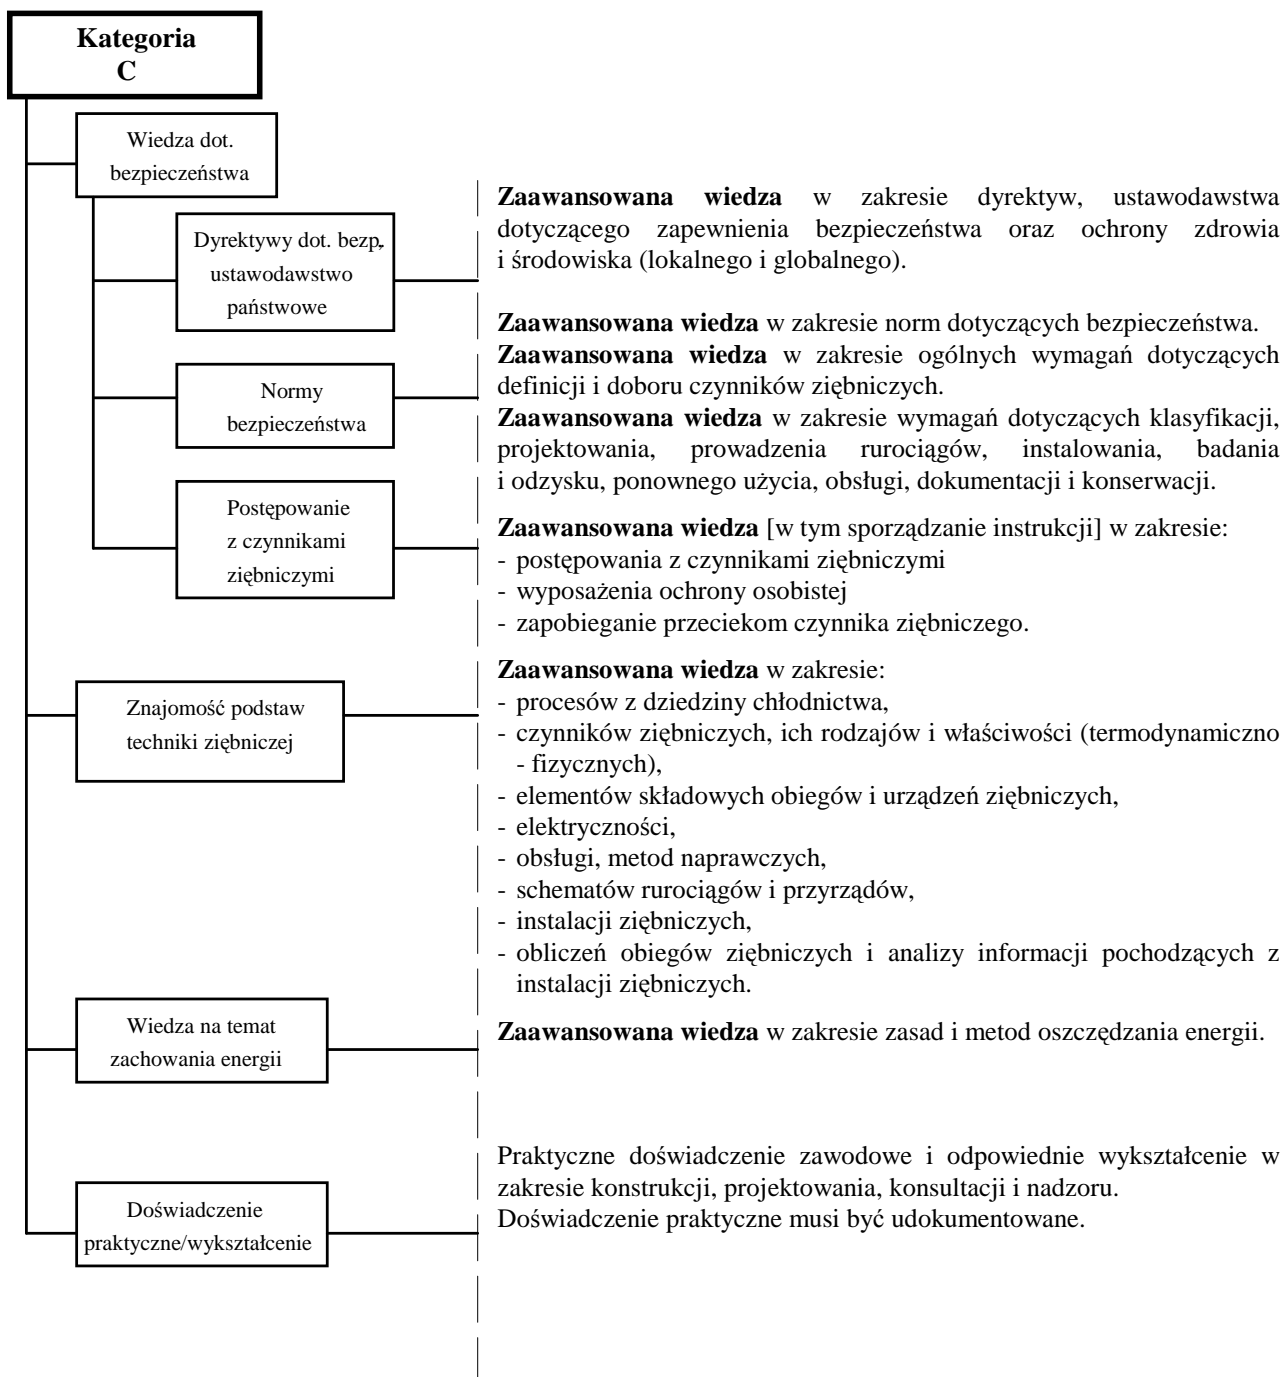 Kategoria
C
Wiedza dot.
bezpieczeństwa
Dyrektywy dot. bezp,
ustawodawstwo
państwowe
Zaawansowana wiedza w zakresie dyrektyw, ustawodawstwa
dotyczącego zapewnienia bezpieczeństwa oraz ochrony zdrowia
i środowiska (lokalnego i globalnego).
Normy
bezpieczeństwa
Zaawansowana wiedza w zakresie norm dotyczących bezpieczeństwa.
Zaawansowana wiedza w zakresie ogólnych wymagań dotyczących
definicji i doboru czynników ziębniczych.
Zaawansowana wiedza w zakresie wymagań dotyczących klasyfikacji,
projektowania, prowadzenia rurociągów, instalowania, badania
i odzysku, ponownego użycia, obsługi, dokumentacji i konserwacji.
Postępowanie
z czynnikami
ziębniczymi
Zaawansowana wiedza [w tym sporządzanie instrukcji] w zakresie:
- postępowania z czynnikami ziębniczymi
- wyposażenia ochrony osobistej
- zapobieganie przeciekom czynnika ziębniczego.
Znajomość podstaw
techniki ziębniczej
Zaawansowana wiedza w zakresie:
- procesów z dziedziny chłodnictwa,
- czynników ziębniczych, ich rodzajów i właściwości (termodynamiczno
- fizycznych),
- elementów składowych obiegów i urządzeń ziębniczych,
- elektryczności,
- obsługi, metod naprawczych,
- schematów rurociągów i przyrządów,
- instalacji ziębniczych,
- obliczeń obiegów ziębniczych i analizy informacji pochodzących z
instalacji ziębniczych.
Wiedza na temat
zachowania energii
Zaawansowana wiedza w zakresie zasad i metod oszczędzania energii.
Doświadczenie
praktyczne/wykształcenie
Praktyczne doświadczenie zawodowe i odpowiednie wykształcenie w
zakresie konstrukcji, projektowania, konsultacji i nadzoru.
Doświadczenie praktyczne musi być udokumentowane.